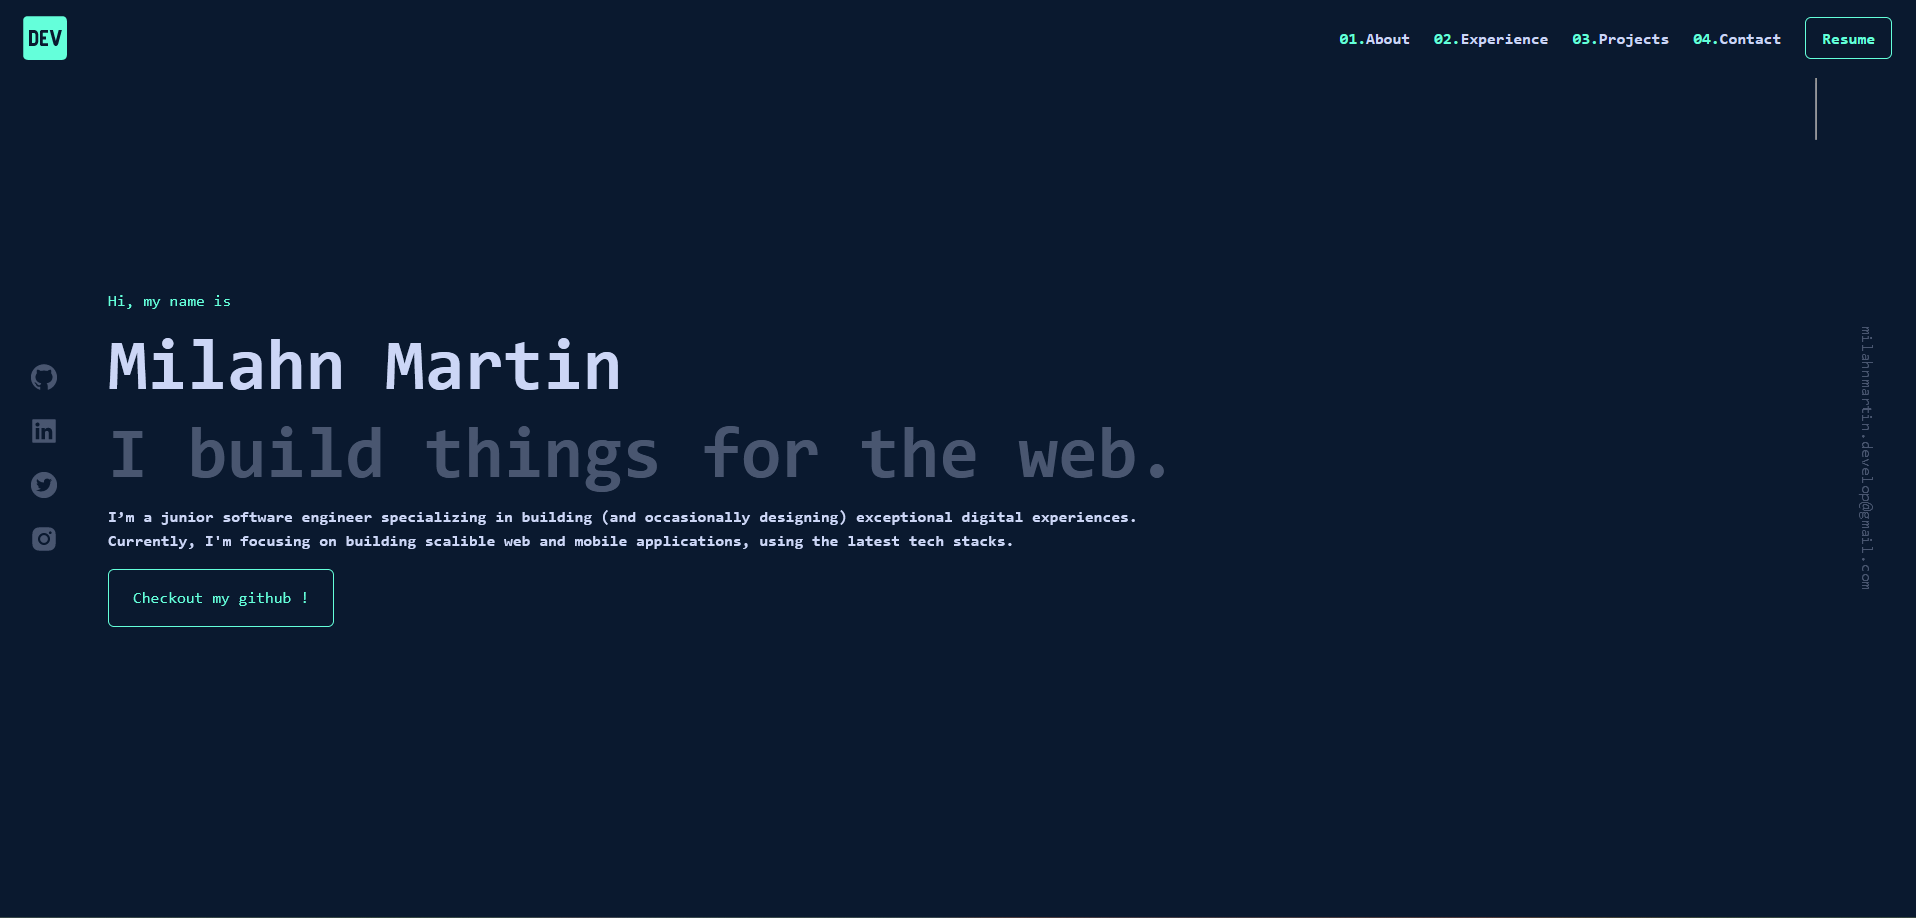 DEV
01.About 02.Experience 03.Projects 04.Contact Resume
Hi, my name is
Milahn Martin
I build things for the web.
I’m a junior software engineer specializing in building (and occasionally designing) exceptional digital experiences.
Currently, I'm focusing on building scalible web and mobile applications, using the latest tech stacks.
Checkout my github !
milahnmartin.develop@gmail.com